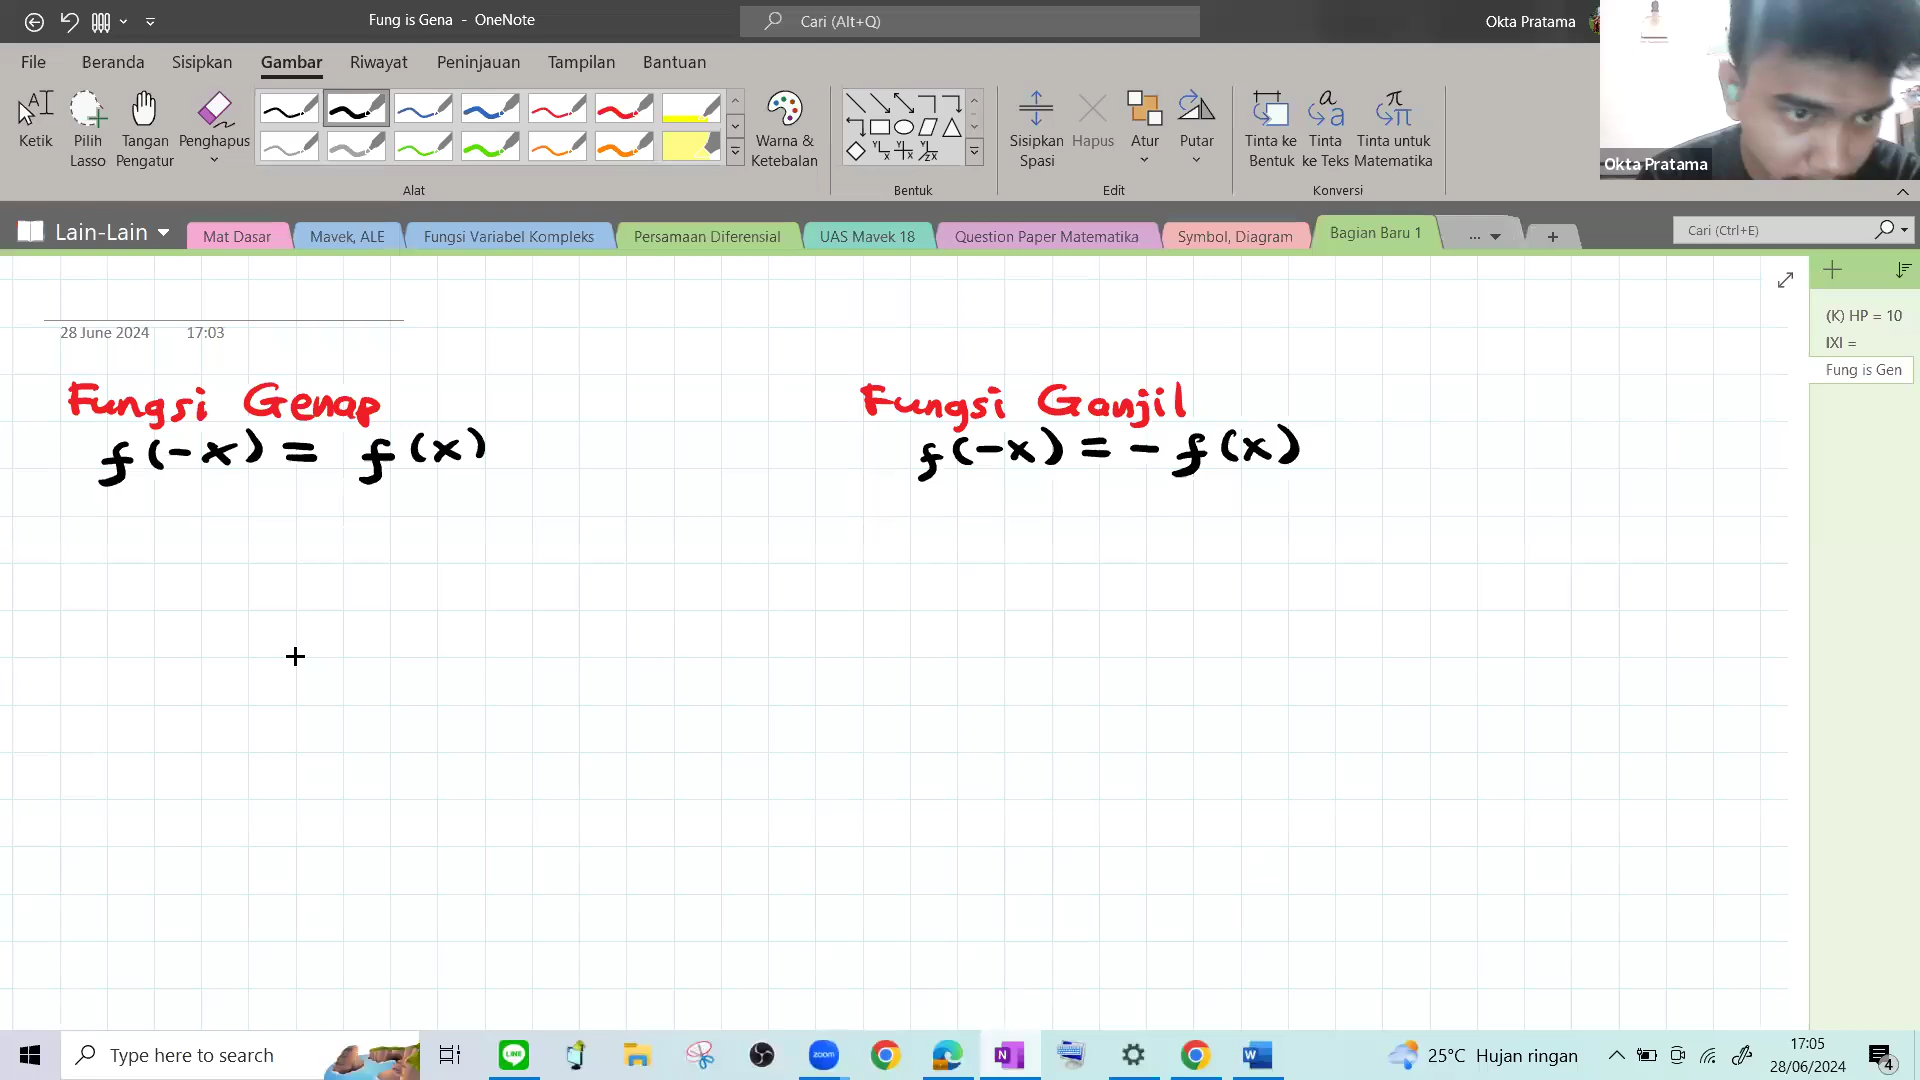 Fung is Gena - OneNote
Cari (Alt+Q)
Okta Pratama
File Beranda Sisipkan Gambar Riwayat Peninjauan Tampilan Bantuan
Ketik
Pilih Lasso
Tangan Pengatur
Penghapus
Warna & Ketebalan
Sisipkan Spasi
Hapus
Atur
Putar
Tinta ke Bentuk
Tinta ke Teks
Tinta untuk Matematika
Alat
Bentuk
Edit
Konversi
Okta Pratama
Lain-Lain
Mat Dasar
Mavek, ALE
Fungsi Variabel Kompleks
Persamaan Diferensial
UAS Mavek 18
Question Paper Matematika
Symbol, Diagram
Bagian Baru 1
...
Cari (Ctrl+E)
(K) HP = 10
IXI =
Fung is Gen
28 June 2024 17:03
Fungsi Genap
f(-x) = f(x)
Fungsi Ganjil
f(-x) = - f(x)
Type here to search
LINE
zoom
25°C Hujan ringan
17:05
28/06/2024
4